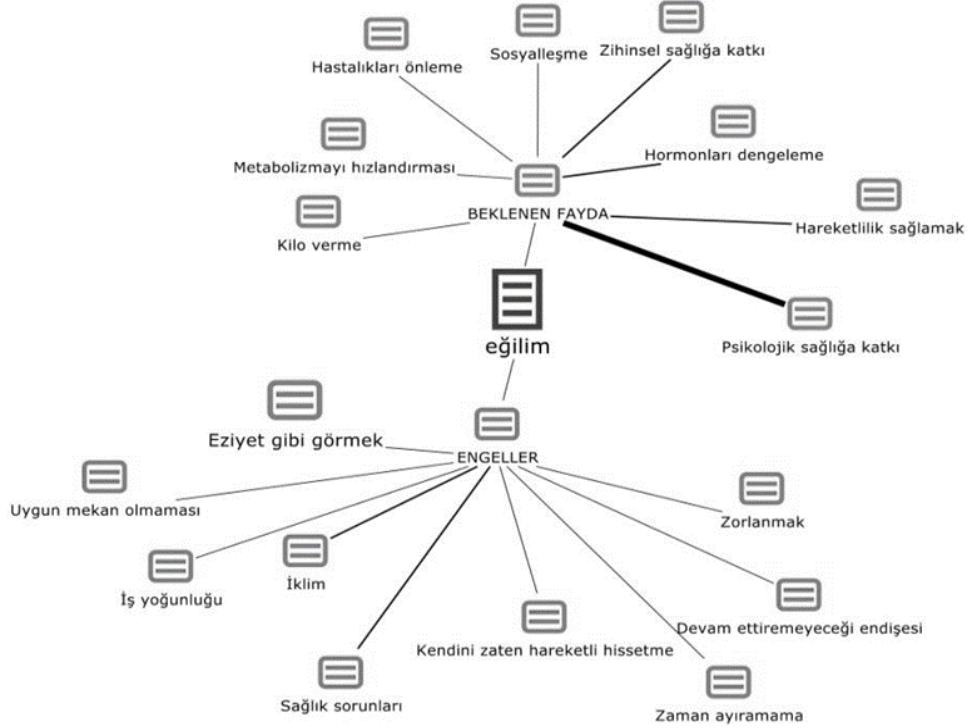 Hastalıkları önleme
Sosyalleşme
Zihinsel sağlığa katkı
Metabolizmayı hızlandırması
Hormonları dengeleme
Kilo verme
BEKLENEN FAYDA
Hareketlilik sağlamak
eğilim
Psikolojik sağlığa katkı
Eziyet gibi görmek
ENGELLER
Uygun mekan olmaması
Zorlanmak
İş yoğunluğu
İklim
Kendini zaten hareketli hissetme
Devam ettiremeyeceği endişesi
Sağlık sorunları
Zaman ayıramama